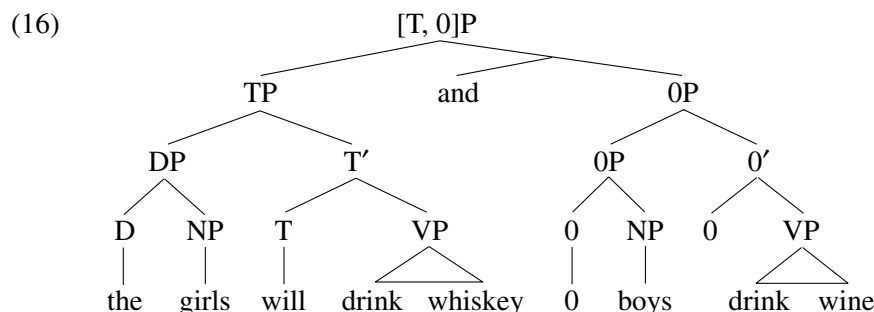 (16) [T, 0]P
TP and 0P
DP T′ 0P 0′
D NP T VP 0 NP 0 VP
the girls will drink whiskey 0 boys drink wine